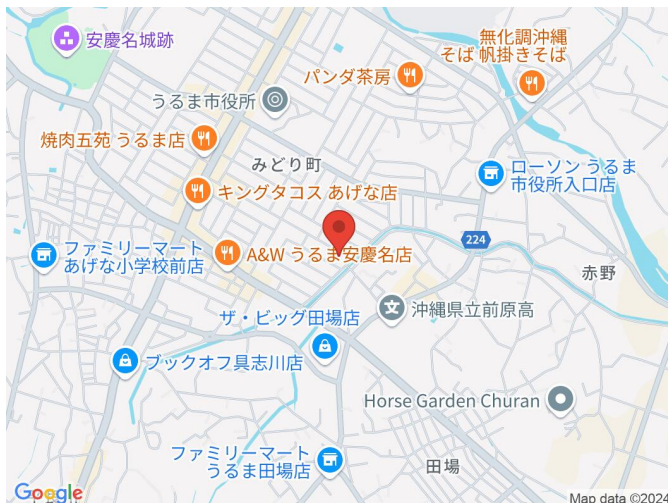 安慶名城跡
無化調沖縄
そば 帆掛きそば
パンダ茶房
うるま市役所
焼肉五苑 うるま店
みどり町
ローソン うるま
市役所入口店
キングタコス あげな店
224
ファミリーマート
あげな小学校前店
A&W うるま安慶名店
赤野
沖縄県立前原高
ザ・ビッグ田場店
文
ブックオフ具志川店
Horse Garden Churan
ファミリーマート
うるま田場店
田場
Google
Map data ©2024